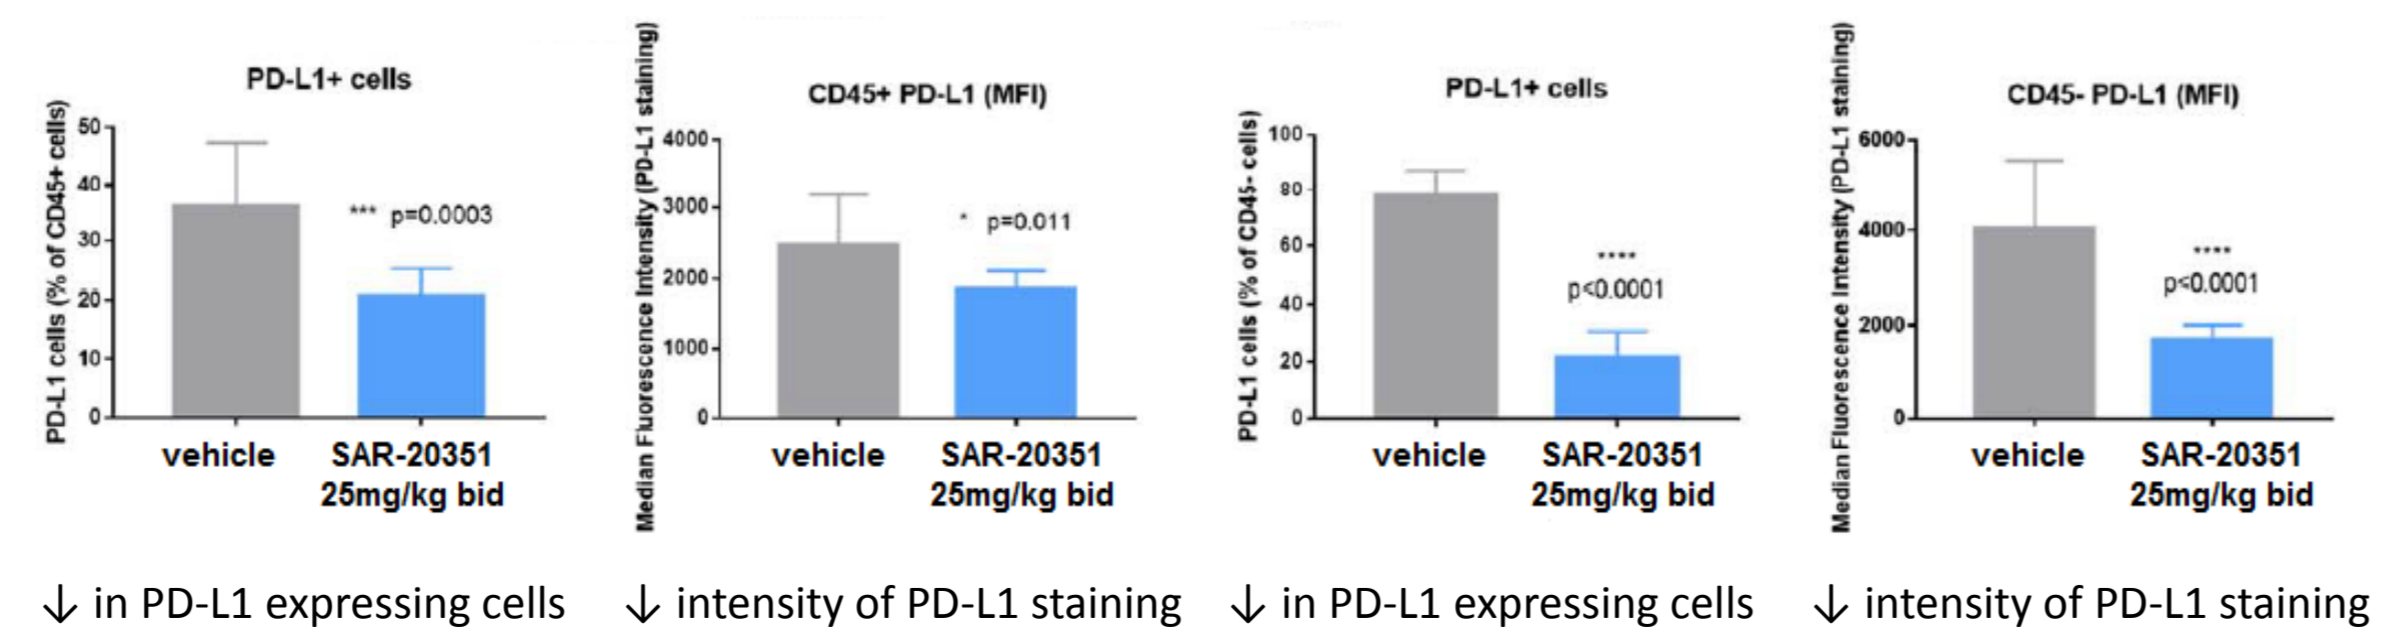 PD-L1+ cells
PD-L1 cells (% of CD45+ cells)
50
40
30
20
10
0
*** p=0.0003
vehicle
SAR-20351
25mg/kg bid
↓ in PD-L1 expressing cells
CD45+ PD-L1 (MFI)
Median Fluorescence Intensity (PD-L1 staining)
4000
3000
2000
1000
0
* p=0.011
vehicle
SAR-20351
25mg/kg bid
↓ intensity of PD-L1 staining
PD-L1+ cells
PD-L1 cells (% of CD45- cells)
100
80
60
40
20
0
****
p<0.0001
vehicle
SAR-20351
25mg/kg bid
↓ in PD-L1 expressing cells
CD45- PD-L1 (MFI)
Median Fluorescence Intensity (PD-L1 staining)
6000
4000
2000
0
****
p<0.0001
vehicle
SAR-20351
25mg/kg bid
↓ intensity of PD-L1 staining